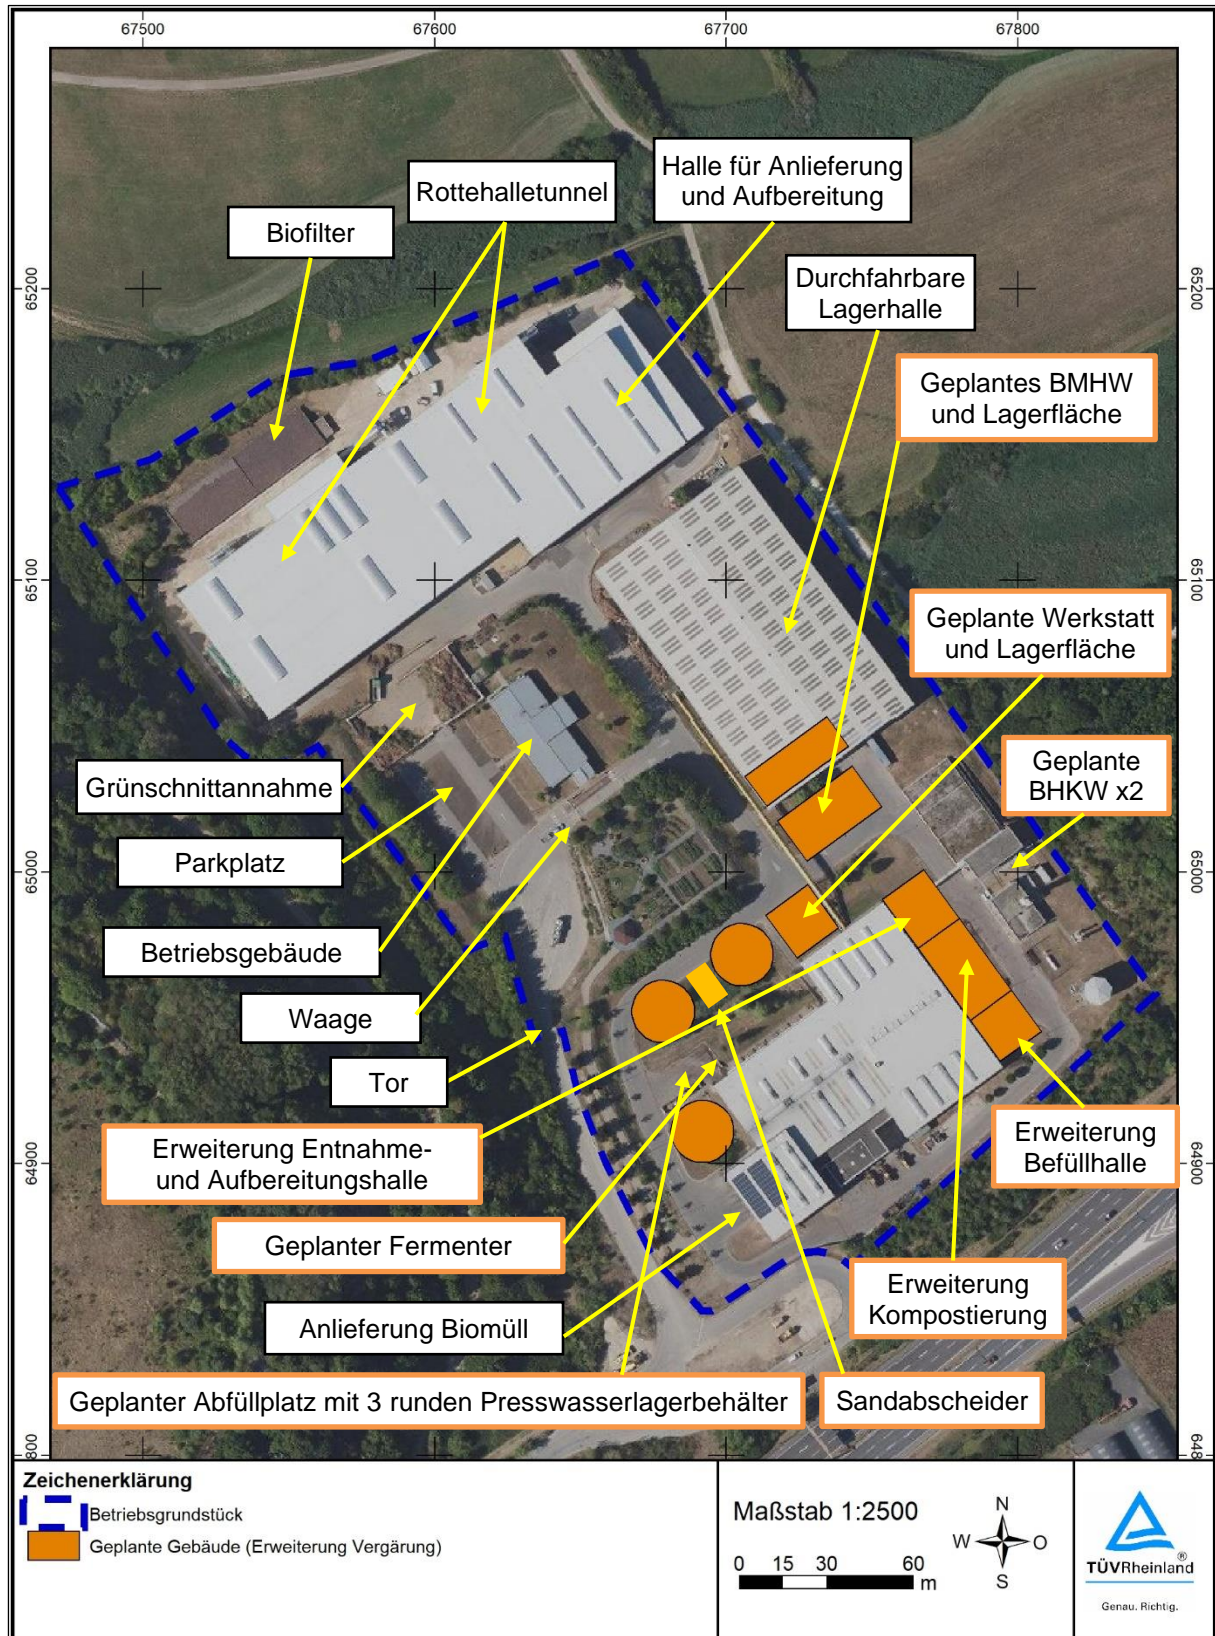 67500
67600
67700
67800
Halle für Anlieferung
und Aufbereitung
Rottehalletunnel
Biofilter
Durchfahrbare
Lagerhalle
65200
65200
Geplantes BMHW
und Lagerfläche
65100
65100
Geplante Werkstatt
und Lagerfläche
Grünschnittannahme
Geplante
BHKW x2
Parkplatz
65000
65000
Betriebsgebäude
Waage
Tor
Erweiterung Entnahme-
und Aufbereitungshalle
Erweiterung
Befüllhalle
64900
64900
Geplanter Fermenter
Erweiterung
Kompostierung
Anlieferung Biomüll
Geplanter Abfüllplatz mit 3 runden Presswasserlagerbehälter
Sandabscheider
800
648
Zeichenerklärung
Betriebsgrundstück
Geplante Gebäude (Erweiterung Vergärung)
Maßstab 1:2500
0 15 30 60
m
N
W O
S
TÜVRheinland®
Genau. Richtig.